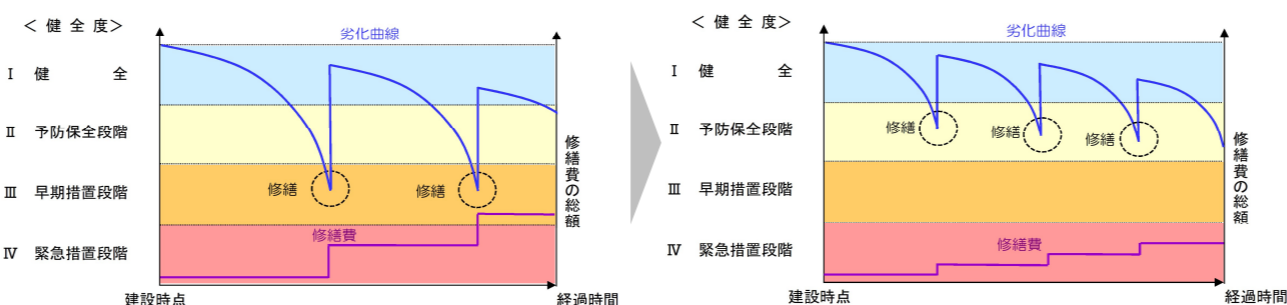 ＜ 健 全 度＞
劣化曲線
Ⅰ 健 全
Ⅱ 予防保全段階
Ⅲ 早期措置段階
Ⅳ 緊急措置段階
修繕
修繕
修繕費
修繕費の総額
建設時点
経過時間
＜ 健 全 度＞
劣化曲線
Ⅰ 健 全
Ⅱ 予防保全段階
Ⅲ 早期措置段階
Ⅳ 緊急措置段階
修繕
修繕
修繕
修繕費
修繕費の総額
建設時点
経過時間